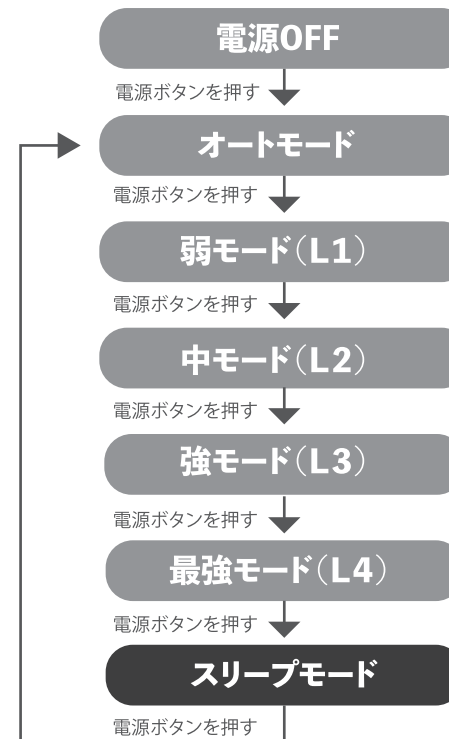 電源OFF
電源ボタンを押す
オートモード
電源ボタンを押す
弱モード（L1）
電源ボタンを押す
中モード（L2）
電源ボタンを押す
強モード（L3）
電源ボタンを押す
最強モード（L4）
電源ボタンを押す
スリープモード
電源ボタンを押す